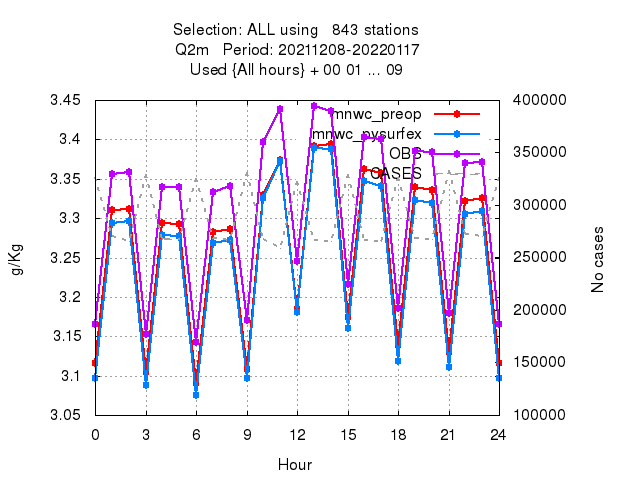 Selection: ALL using 843 stations
Q2m Period: 20211208-20220117
Used {All hours} + 00 01 ... 09
3.45
3.4
3.35
3.3
3.25
3.2
3.15
3.1
3.05
g/Kg
400000
350000
300000
250000
200000
150000
100000
No cases
mnwc_preop
mnwc_nysurfex
OBS
CASES
0 3 6 9 12 15 18 21 24
Hour